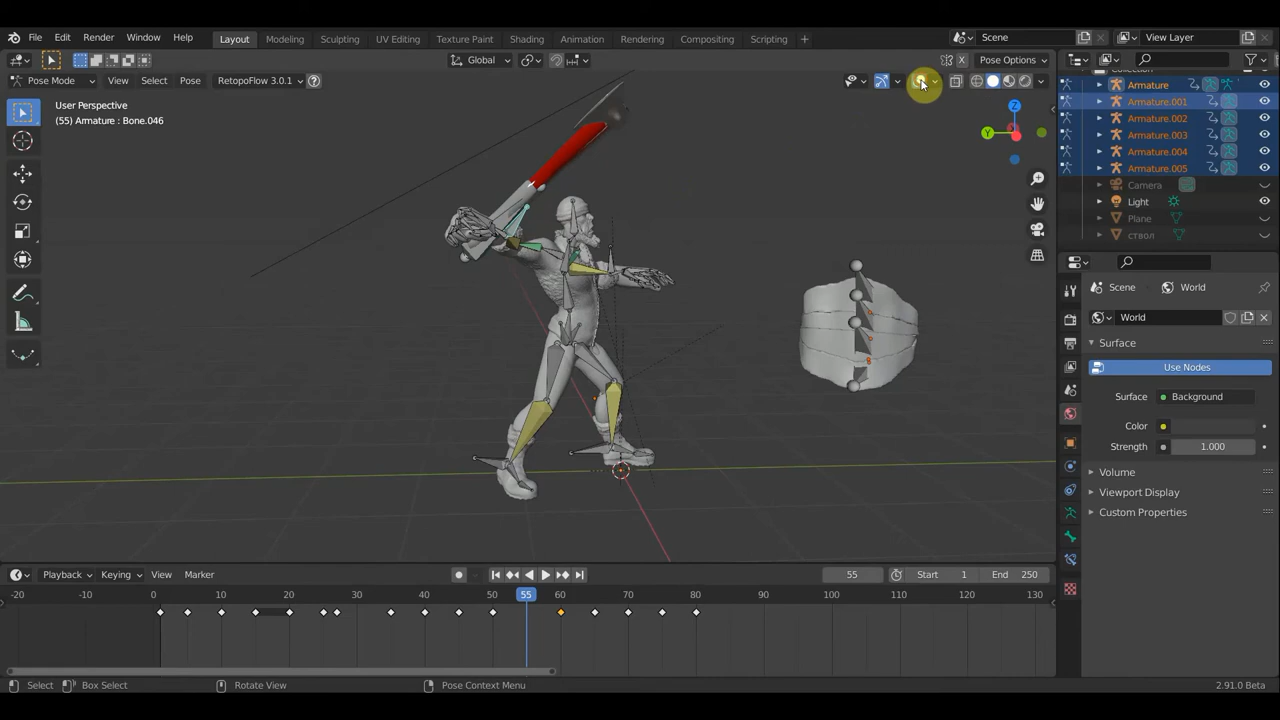 File Edit Render Window Help Layout Modeling Sculpting UV Editing Texture Paint Shading Animation Rendering Compositing Scripting + Scene View Layer
Global Pose Options
Pose Mode View Select Pose RetopoFlow 3.0.1
User Perspective
(55) Armature : Bone.046
Z
Y
Armature
Armature.001
Armature.002
Armature.003
Armature.004
Armature.005
Camera
Light
Plane
ствол
Scene World
World
Surface
Use Nodes
Surface Background
Color
Strength 1.000
Volume
Viewport Display
Custom Properties
Playback Keying View Marker 55 Start 1 End 250
-20 -10 0 10 20 30 40 50 55 60 70 80 90 100 110 120 130
Select Box Select Rotate View Pose Context Menu 2.91.0 Beta